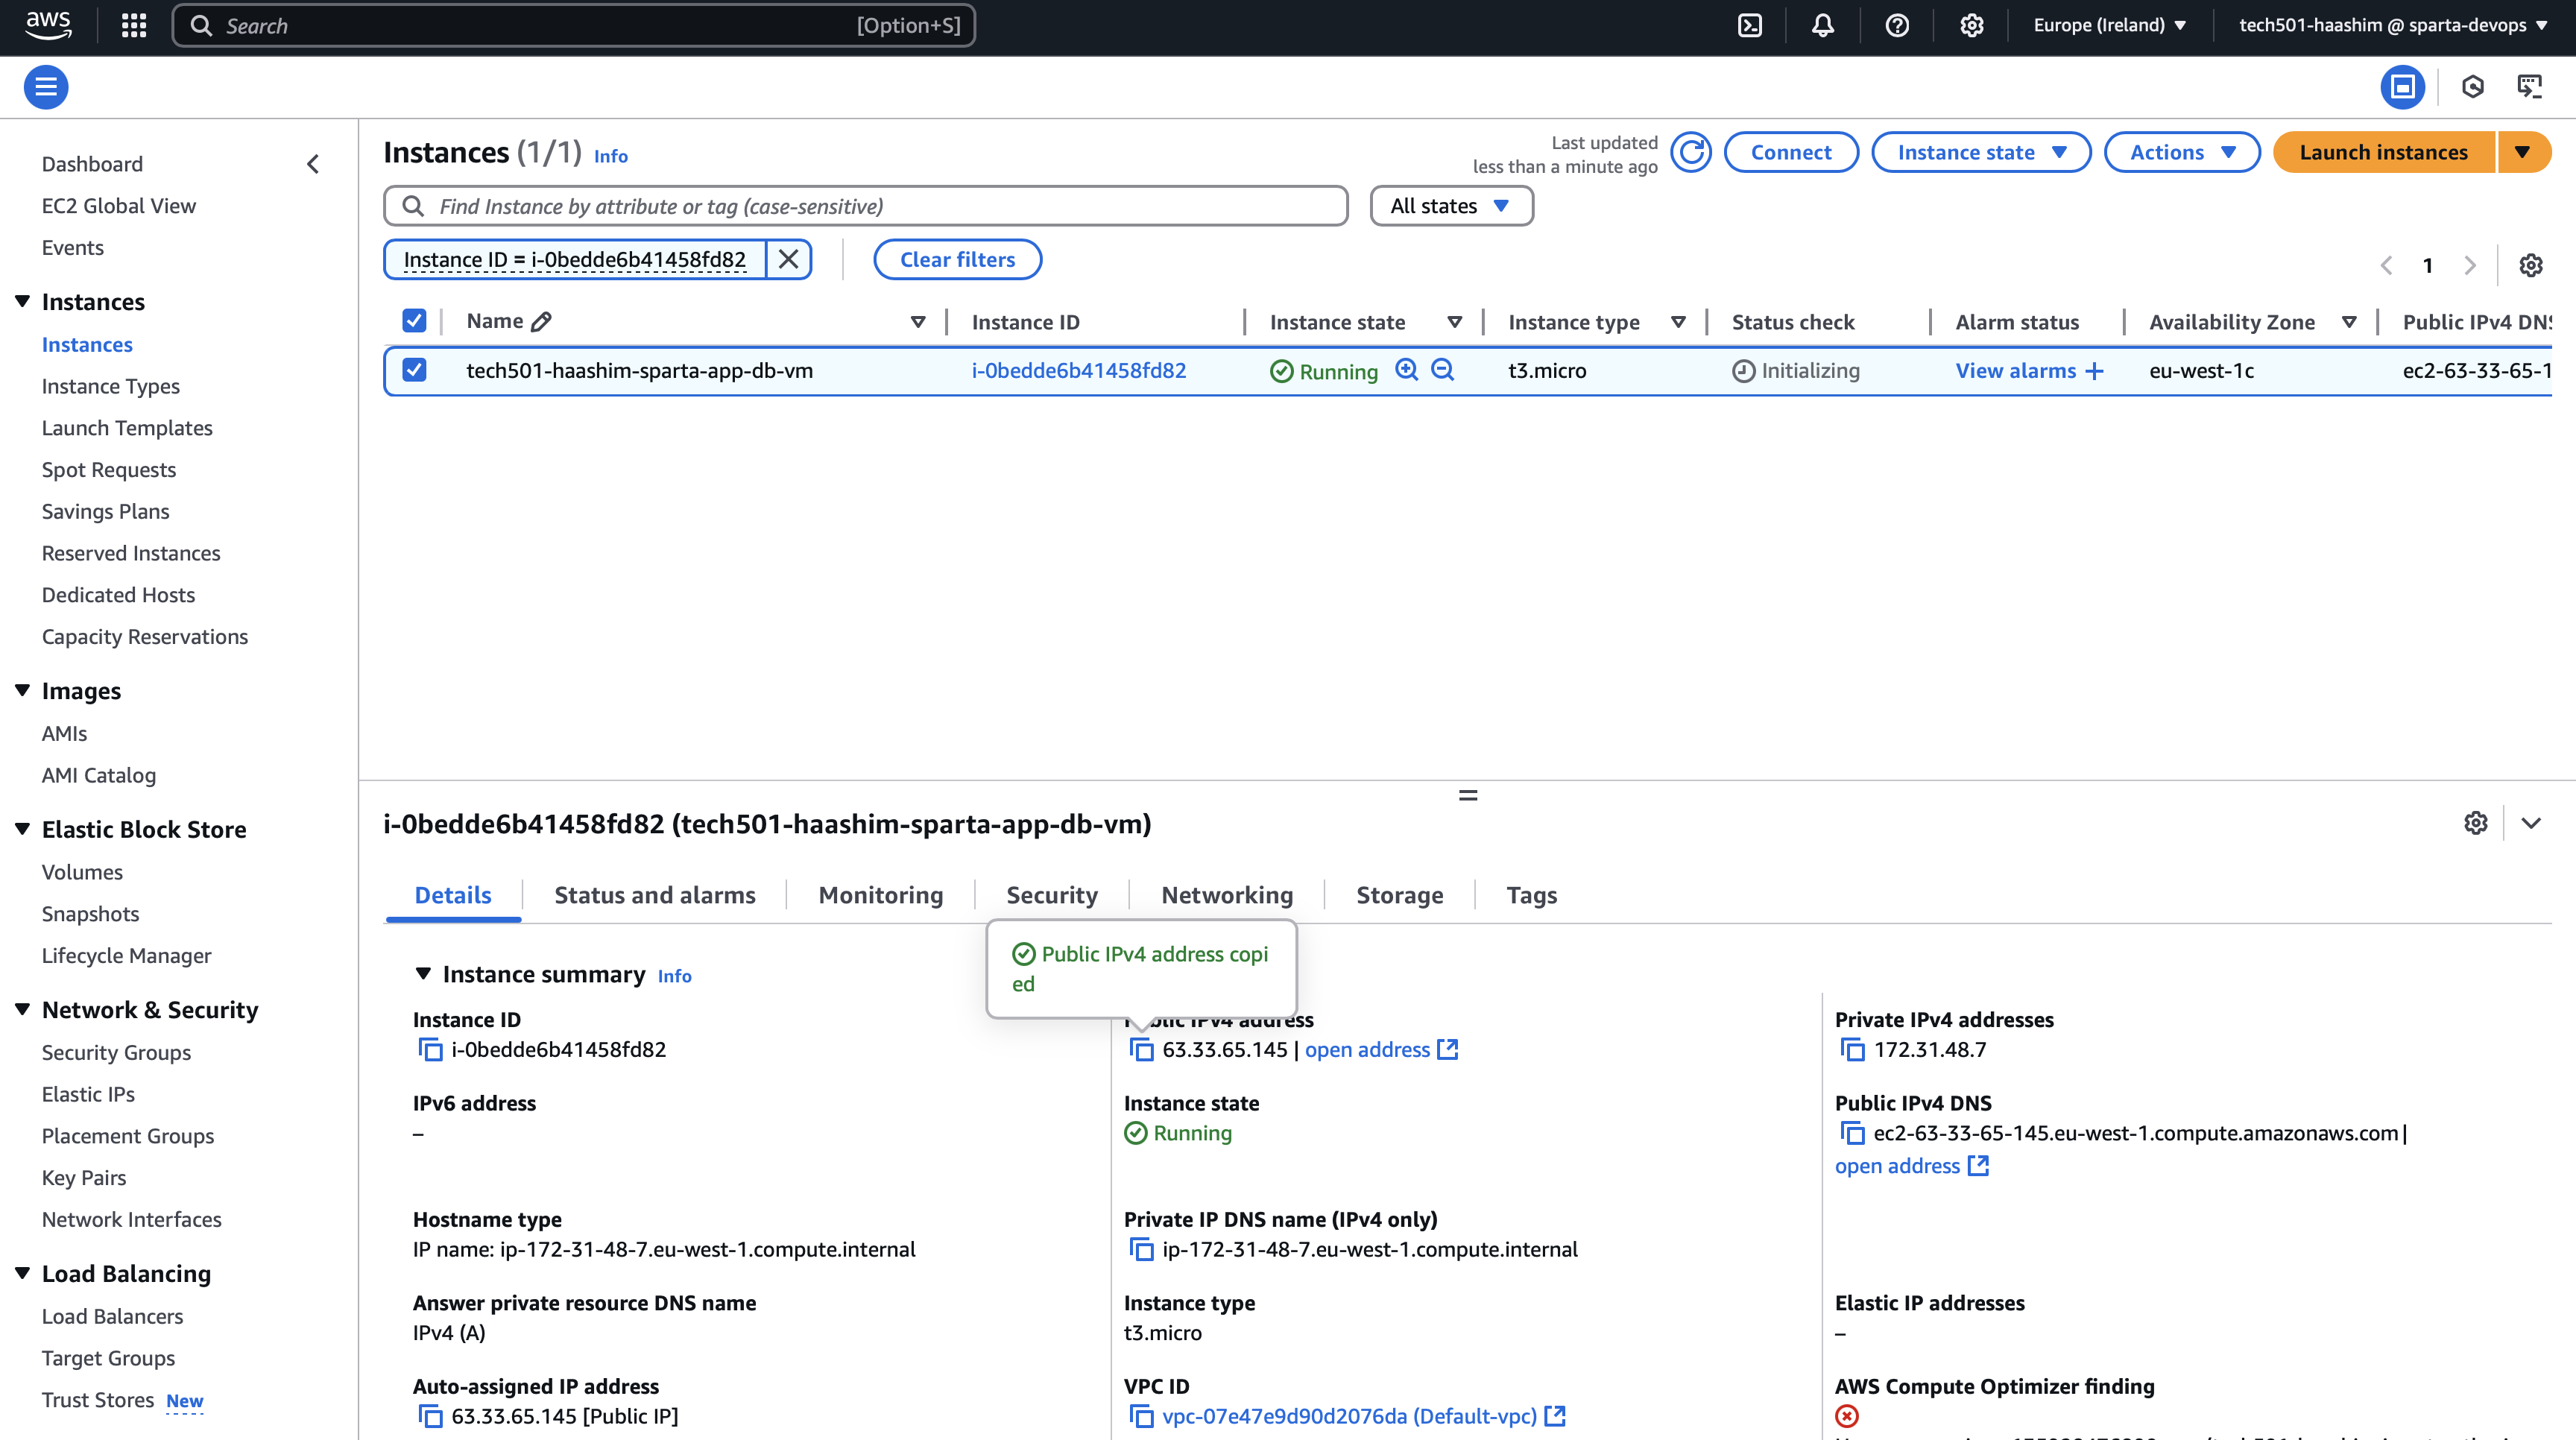 aws
Search [Option+S]
Europe (Ireland)
tech501-haashim @ sparta-devops
Dashboard
EC2 Global View
Events
Instances
Instances
Instance Types
Launch Templates
Spot Requests
Savings Plans
Reserved Instances
Dedicated Hosts
Capacity Reservations
Images
AMIs
AMI Catalog
Elastic Block Store
Volumes
Snapshots
Lifecycle Manager
Network & Security
Security Groups
Elastic IPs
Placement Groups
Key Pairs
Network Interfaces
Load Balancing
Load Balancers
Target Groups
Trust Stores New
Instances (1/1) Info
Last updated
less than a minute ago
Connect
Instance state
Actions
Launch instances
Find Instance by attribute or tag (case-sensitive)
All states
Instance ID = i-0bedde6b41458fd82
Clear filters
1
Name Instance ID Instance state Instance type Status check Alarm status Availability Zone Public IPv4 DNS
tech501-haashim-sparta-app-db-vm i-0bedde6b41458fd82 Running t3.micro Initializing View alarms + eu-west-1c ec2-63-33-65-1
i-0bedde6b41458fd82 (tech501-haashim-sparta-app-db-vm)
Details Status and alarms Monitoring Security Networking Storage Tags
Public IPv4 address copi
ed
Instance summary Info
Instance ID
i-0bedde6b41458fd82
Public IPv4 address
63.33.65.145 | open address
Private IPv4 addresses
172.31.48.7
IPv6 address
–
Instance state
Running
Public IPv4 DNS
ec2-63-33-65-145.eu-west-1.compute.amazonaws.com |
open address
Hostname type
IP name: ip-172-31-48-7.eu-west-1.compute.internal
Private IP DNS name (IPv4 only)
ip-172-31-48-7.eu-west-1.compute.internal
Answer private resource DNS name
IPv4 (A)
Instance type
t3.micro
Elastic IP addresses
–
Auto-assigned IP address
63.33.65.145 [Public IP]
VPC ID
vpc-07e47e9d90d2076da (Default-vpc)
AWS Compute Optimizer finding